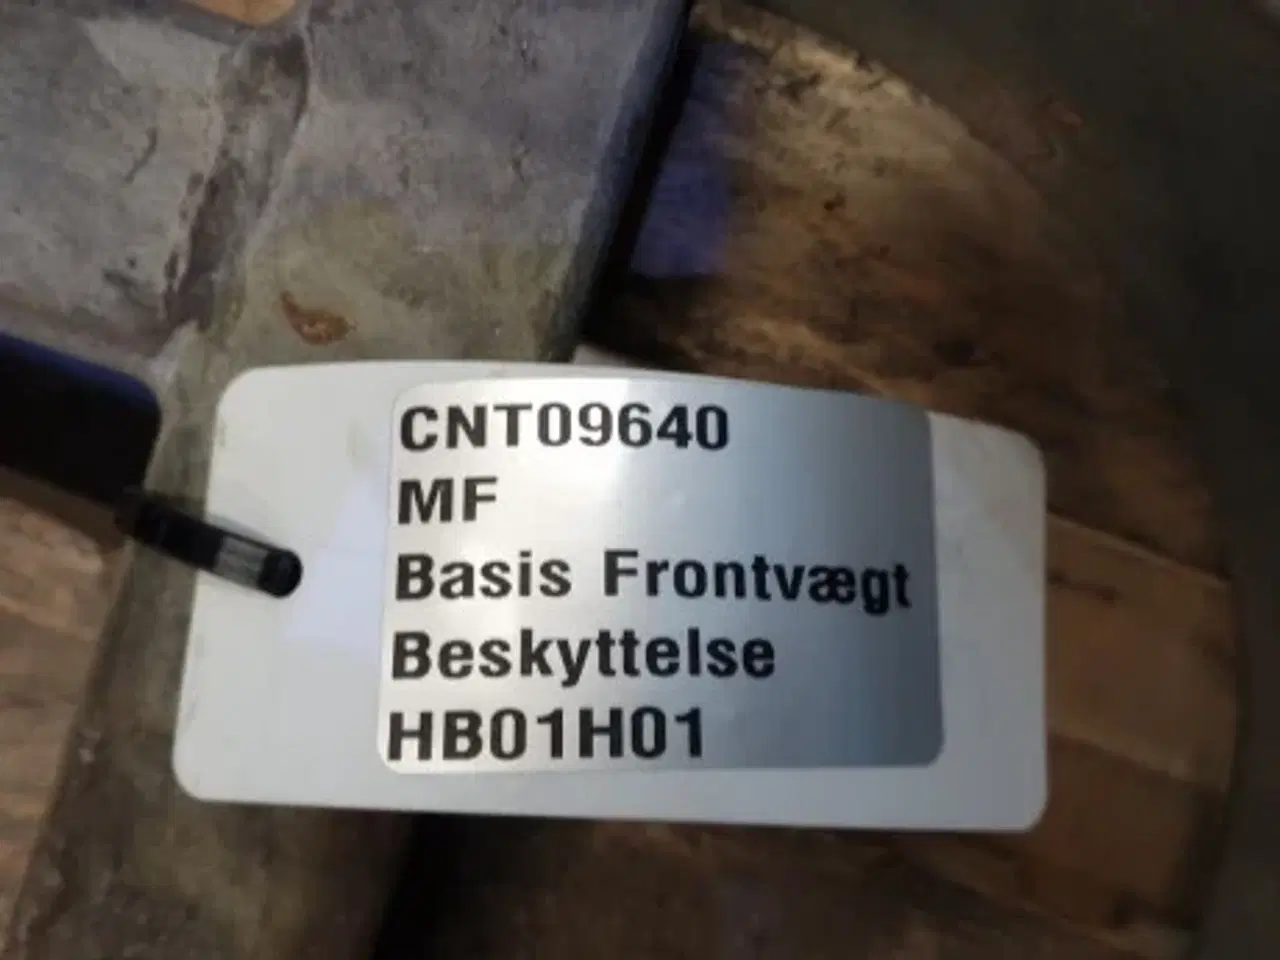 CNT09640
MF
Basis Frontvægt
Beskyttelse
HB01H01